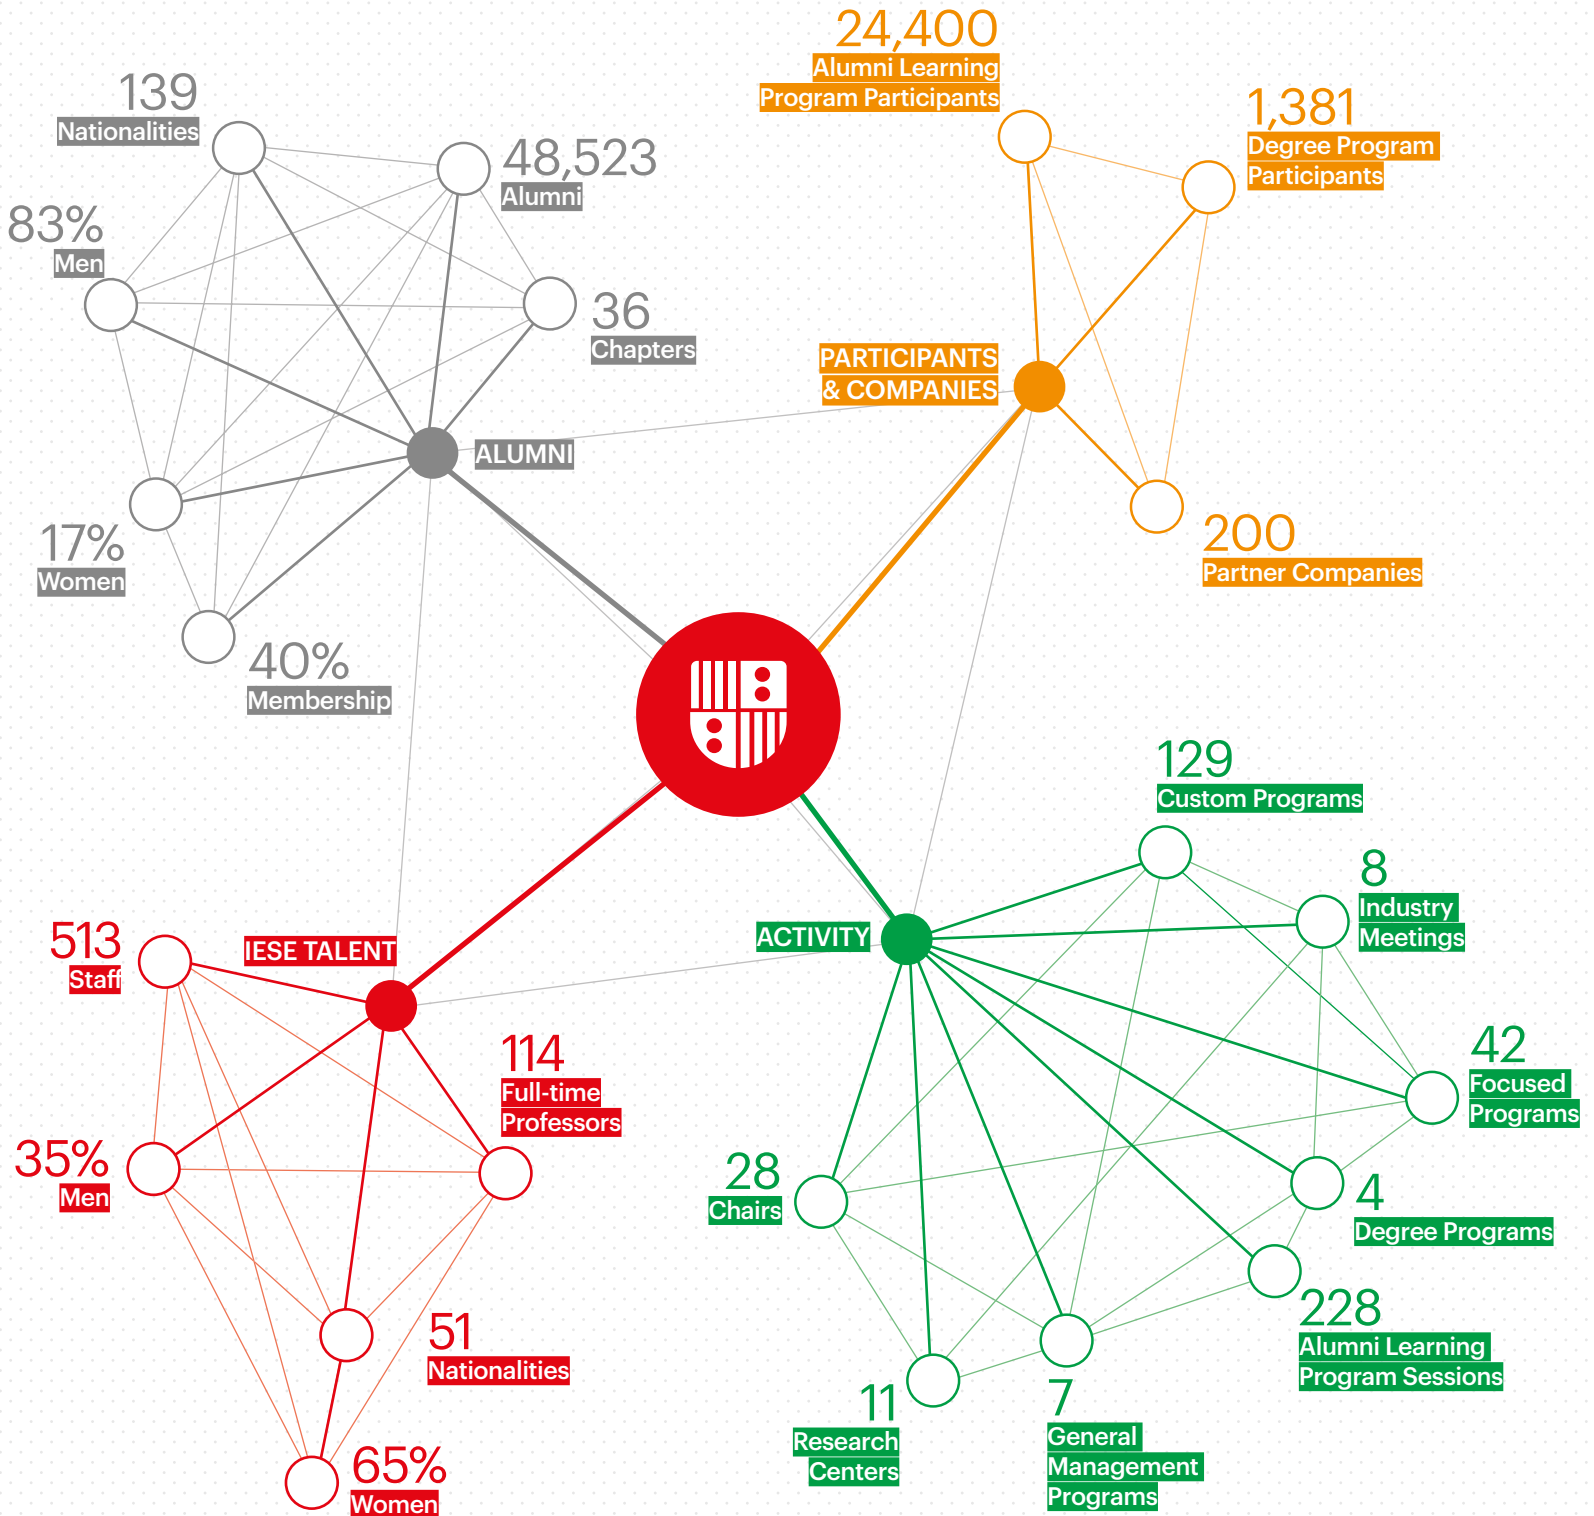 24,400
Alumni Learning
Program Participants
1,381
Degree Program
Participants
200
Partner Companies
PARTICIPANTS
& COMPANIES
139
Nationalities
48,523
Alumni
83%
Men
36
Chapters
ALUMNI
17%
Women
40%
Membership
129
Custom Programs
8
Industry
Meetings
ACTIVITY
42
Focused
Programs
28
Chairs
4
Degree Programs
228
Alumni Learning
Program Sessions
11
Research
Centers
7
General
Management
Programs
513
Staff
IESE TALENT
114
Full-time
Professors
35%
Men
51
Nationalities
65%
Women